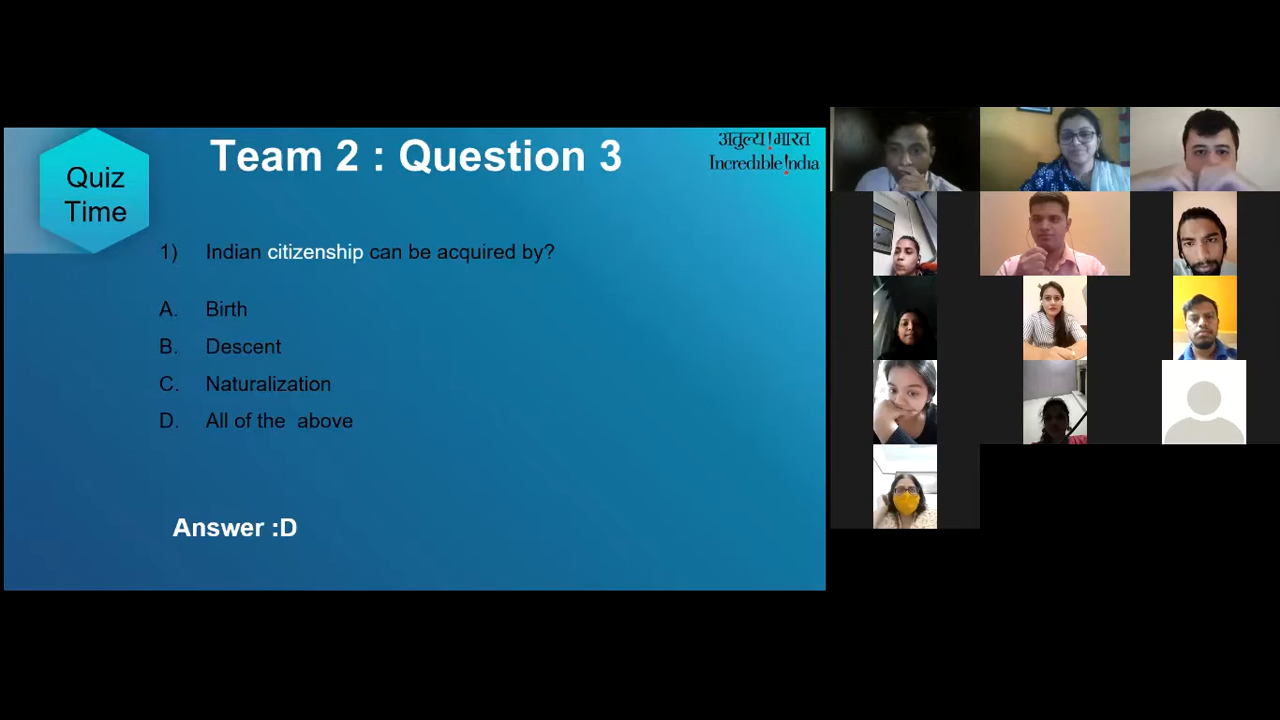 Quiz
Time
Team 2 : Question 3
अतुल्य!भारत
Incredible!ndia
1) Indian citizenship can be acquired by?
A. Birth
B. Descent
C. Naturalization
D. All of the above
Answer :D